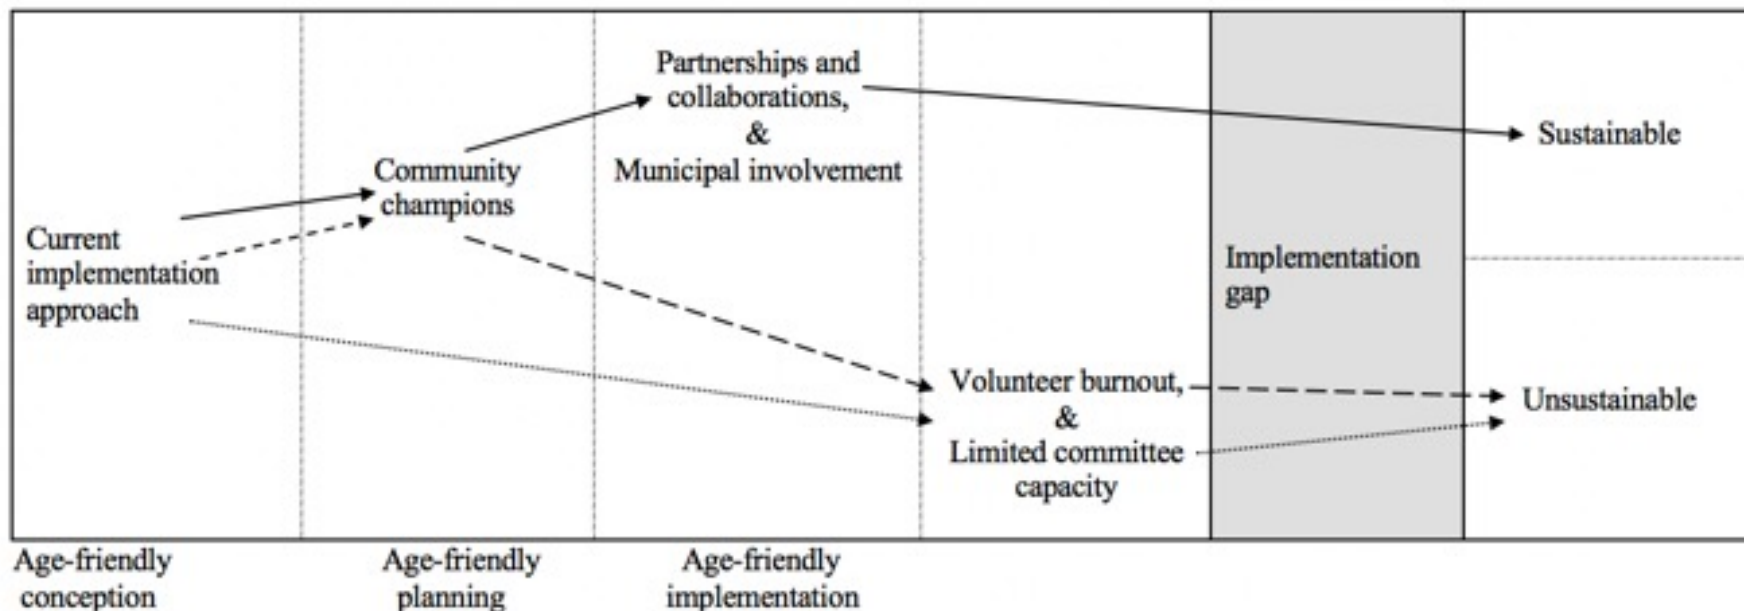 Partnerships and
collaborations,
&
Municipal involvement
Sustainable
Community
champions
Current
implementation
approach
Implementation
gap
Volunteer burnout,
&
Limited committee
capacity
Unsustainable
Age-friendly
conception
Age-friendly
planning
Age-friendly
implementation